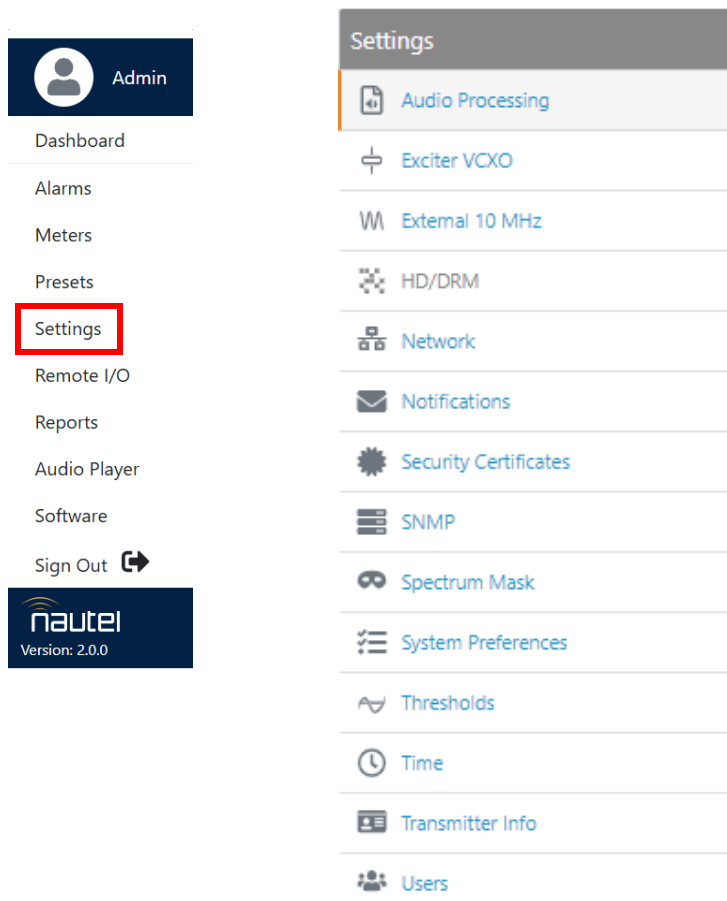 Admin
Dashboard
Alarms
Meters
Presets
Settings
Remote I/O
Reports
Audio Player
Software
Sign Out
nautel
Version: 2.0.0
Settings
Audio Processing
Exciter VCXO
External 10 MHz
HD/DRM
Network
Notifications
Security Certificates
SNMP
Spectrum Mask
System Preferences
Thresholds
Time
Transmitter Info
Users